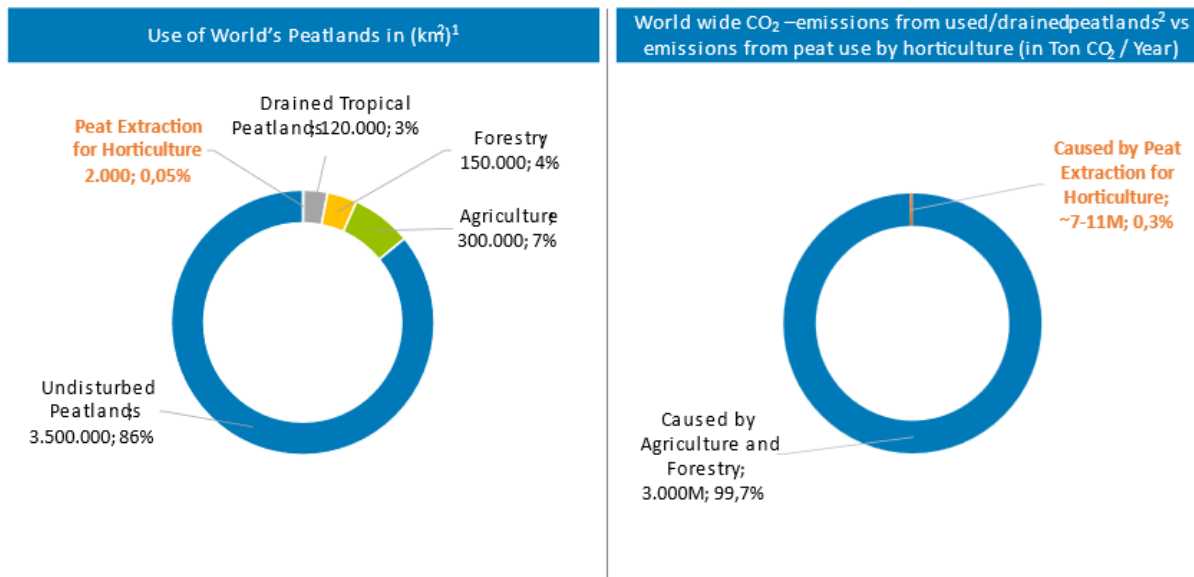 Use of World's Peatlands in (km²)¹
Drained Tropical
Peatlands; 120.000; 3%
Peat Extraction
for Horticulture
2.000; 0,05%
Forestry;
150.000; 4%
Agriculture;
300.000; 7%
Undisturbed
Peatlands;
3.500.000; 86%
World wide CO₂ –emissions from used/drainedpeatlands² vs
emissions from peat use by horticulture (in Ton CO₂ / Year)
Caused by Peat
Extraction for
Horticulture;
~7-11M; 0,3%
Caused by
Agriculture and
Forestry;
3.000M; 99,7%